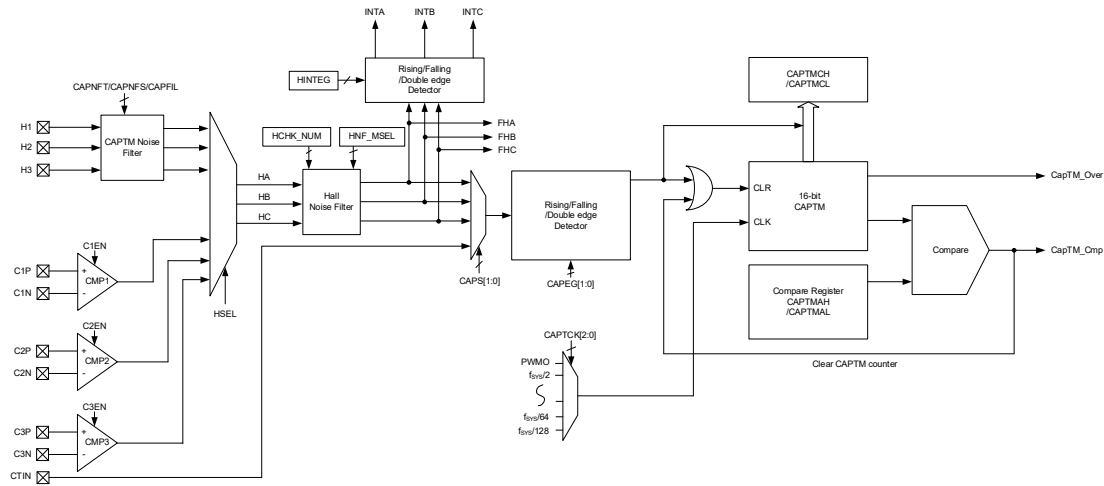 INTA
INTB
INTC
Rising/Falling
/Double edge
Detector
HINTEG
CAPTMCH
/CAPTMCL
CAPNFT/CAPNFS/CAPFIL
H1
H2
H3
CAPTM Noise
Filter
HCHK_NUM
HNF_MSEL
FHA
FHB
FHC
HA
HB
HC
Hall
Noise Filter
Rising/Falling
/Double edge
Detector
CLR
CLK
16-bit
CAPTM
CapTM_Over
Compare
CapTM_Cmp
C1EN
C1P
C1N
+
-
CMP1
HSEL
CAPS[1:0]
CAPEG[1:0]
Compare Register
CAPTMAH
/CAPTMAL
C2EN
C2P
C2N
+
-
CMP2
CAPTCK[2:0]
PWMO
fSYS/2
fSYS/64
fSYS/128
Clear CAPTM counter
C3EN
C3P
C3N
+
-
CMP3
CTIN